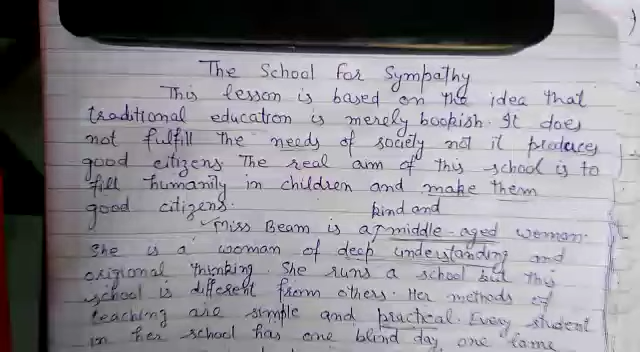 The School for Sympathy
This lesson is based on the idea that
traditional education is merely bookish. It does
not fulfill the needs of society not it produces
good citizens. The real aim of this school is to
fill humanily in children and make them
good citizens.
kind and
Miss Beam is a middle-aged woman.
She is a woman of deep understanding and
origional thinking. She runs a school but this
school is different from others. Her methods of
teaching are simple and practical. Every student
in her school has one blind day one lame